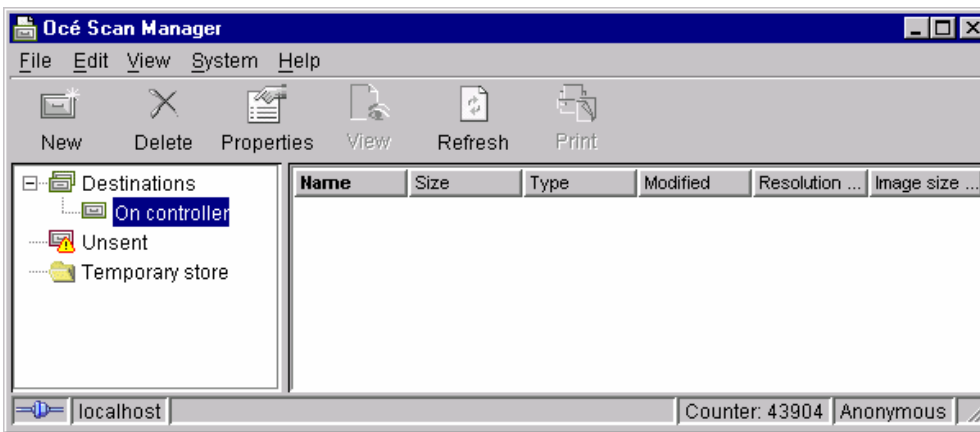 Océ Scan Manager
File Edit View System Help
New Delete Properties View Refresh Print
Destinations
On controller
Unsent
Temporary store
Name Size Type Modified Resolution ... Image size ...
localhost Counter: 43904 Anonymous